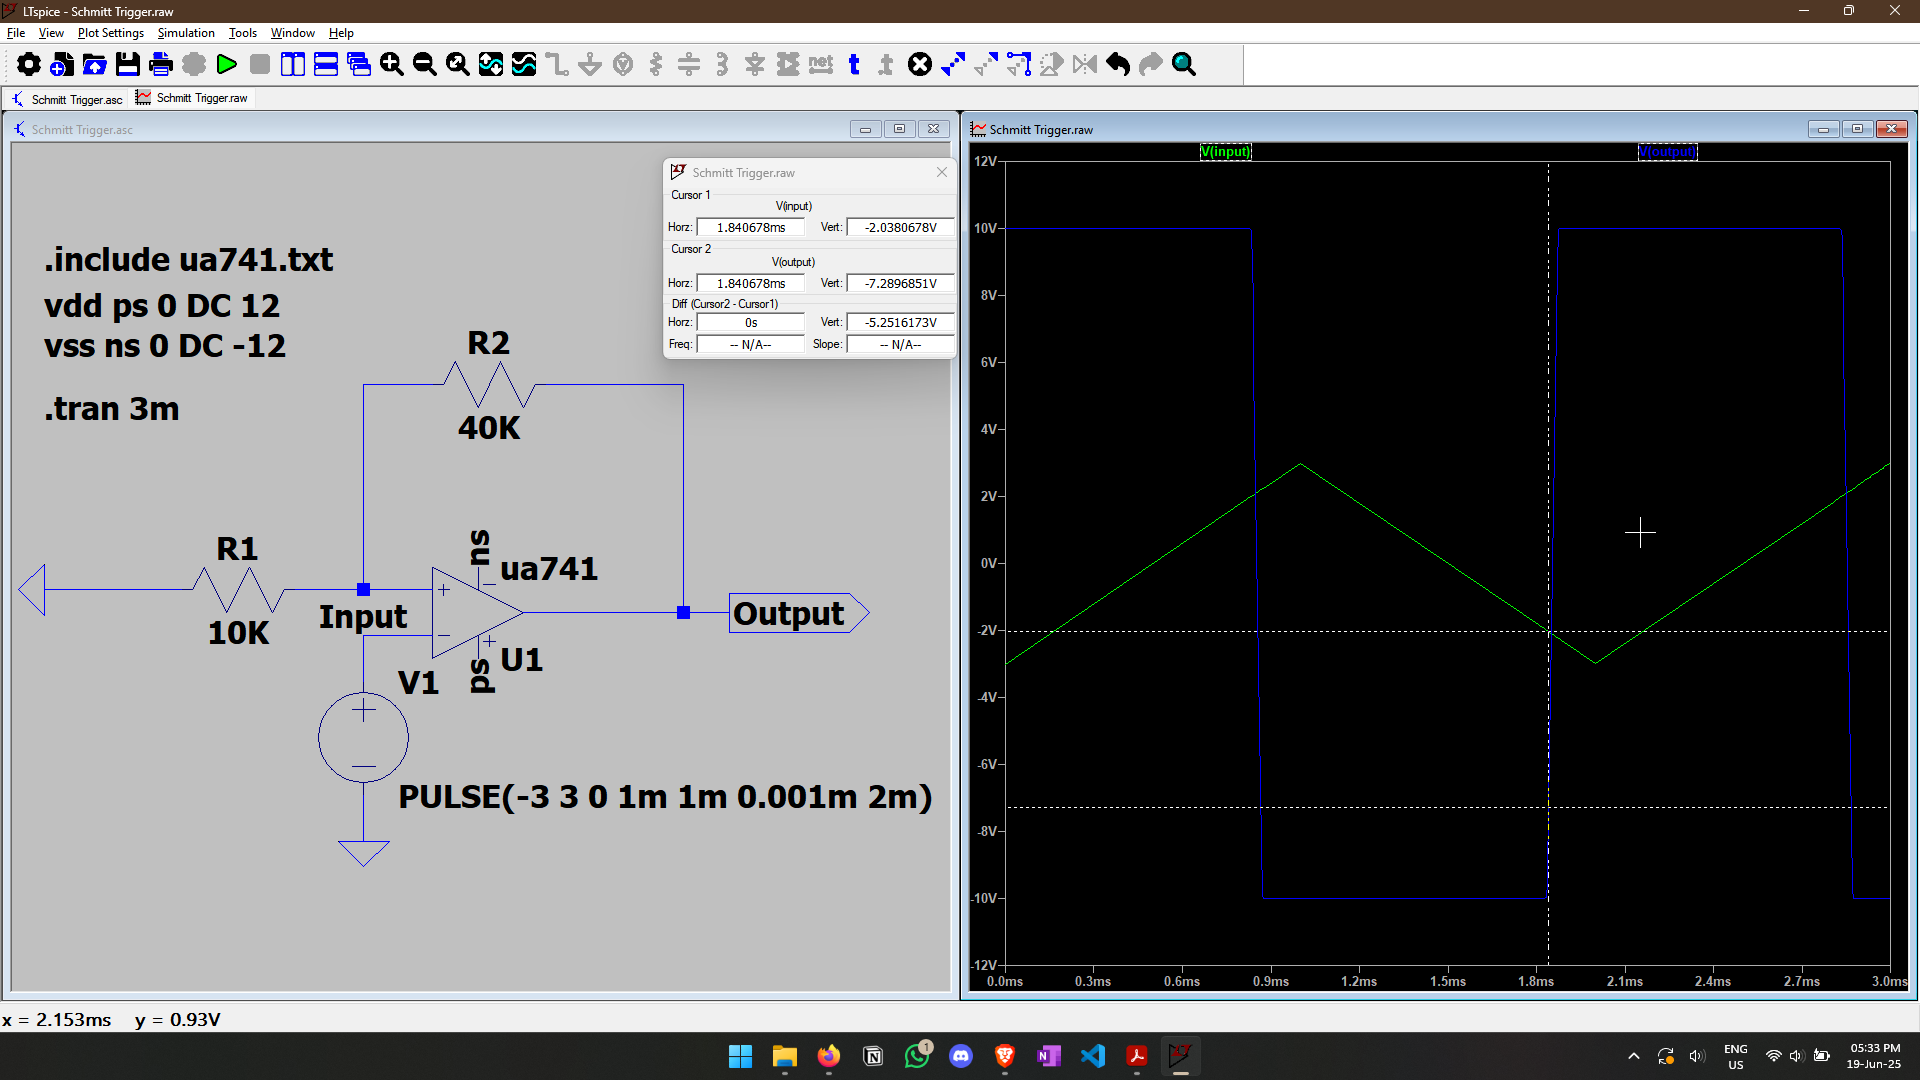 LTspice - Schmitt Trigger.raw
File View Plot Settings Simulation Tools Window Help
net
t
t
Schmitt Trigger.asc
Schmitt Trigger.raw
Schmitt Trigger.asc
.include ua741.txt
vdd ps 0 DC 12
vss ns 0 DC -12
.tran 3m
R2
40K
R1
10K
Input
ns
ua741
ps
U1
Output
V1
PULSE(-3 3 0 1m 1m 0.001m 2m)
Schmitt Trigger.raw
Cursor 1
V(input)
Horz: 1.840678ms Vert: -2.0380678V
Cursor 2
V(output)
Horz: 1.840678ms Vert: -7.2896851V
Diff (Cursor2 - Cursor1)
Horz: 0s Vert: -5.2516173V
Freq: -- N/A-- Slope: -- N/A--
Schmitt Trigger.raw
V(input)
V(output)
12V
10V
8V
6V
4V
2V
0V
-2V
-4V
-6V
-8V
-10V
-12V
0.0ms 0.3ms 0.6ms 0.9ms 1.2ms 1.5ms 1.8ms 2.1ms 2.4ms 2.7ms 3.0ms
x = 2.153ms y = 0.93V
1
ENG
US
05:33 PM
19-Jun-25